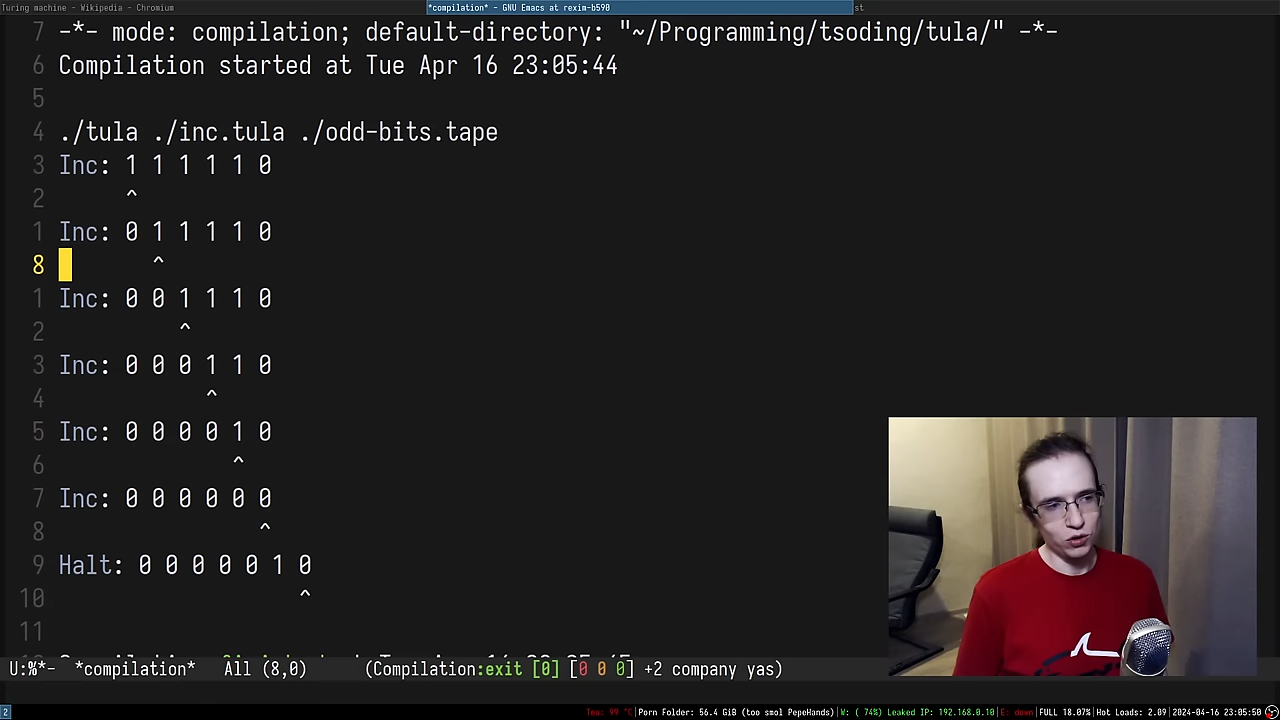 Turing machine - Wikipedia - Chromium *compilation* - GNU Emacs at rexim-b590 st
7 -*- mode: compilation; default-directory: "~/Programming/tsoding/tula/" -*-
6 Compilation started at Tue Apr 16 23:05:44
5
4 ./tula ./inc.tula ./odd-bits.tape
3 Inc: 1 1 1 1 1 0
2 ^
1 Inc: 0 1 1 1 1 0
8 ^
1 Inc: 0 0 1 1 1 0
2 ^
3 Inc: 0 0 0 1 1 0
4 ^
5 Inc: 0 0 0 0 1 0
6 ^
7 Inc: 0 0 0 0 0 0
8 ^
9 Halt: 0 0 0 0 0 1 0
10 ^
11
U:%*- *compilation* All (8,0) (Compilation:exit [0] [0 0 0] +2 company yas)
2 Tea: 99 °C|Porn Folder: 56.4 GiB (too smol PepeHands)|W: ( 74%) Leaked IP: 192.168.0.10|E: down|FULL 18.07%|Hot Loads: 2.09|2024-04-16 23:05:50